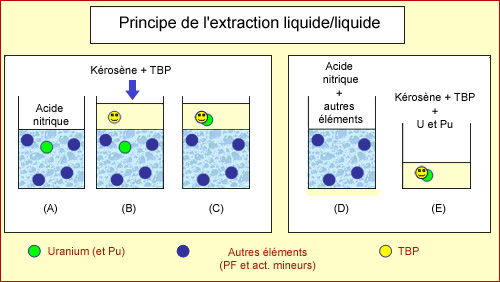 Principe de l'extraction liquide/liquide
Kérosène + TBP
Acide
nitrique
(A)
(B)
(C)
Acide
nitrique
+
autres
éléments
Kérosène + TBP
+
U et Pu
(D)
(E)
Uranium (et Pu)
Autres éléments
(PF et act. mineurs)
TBP